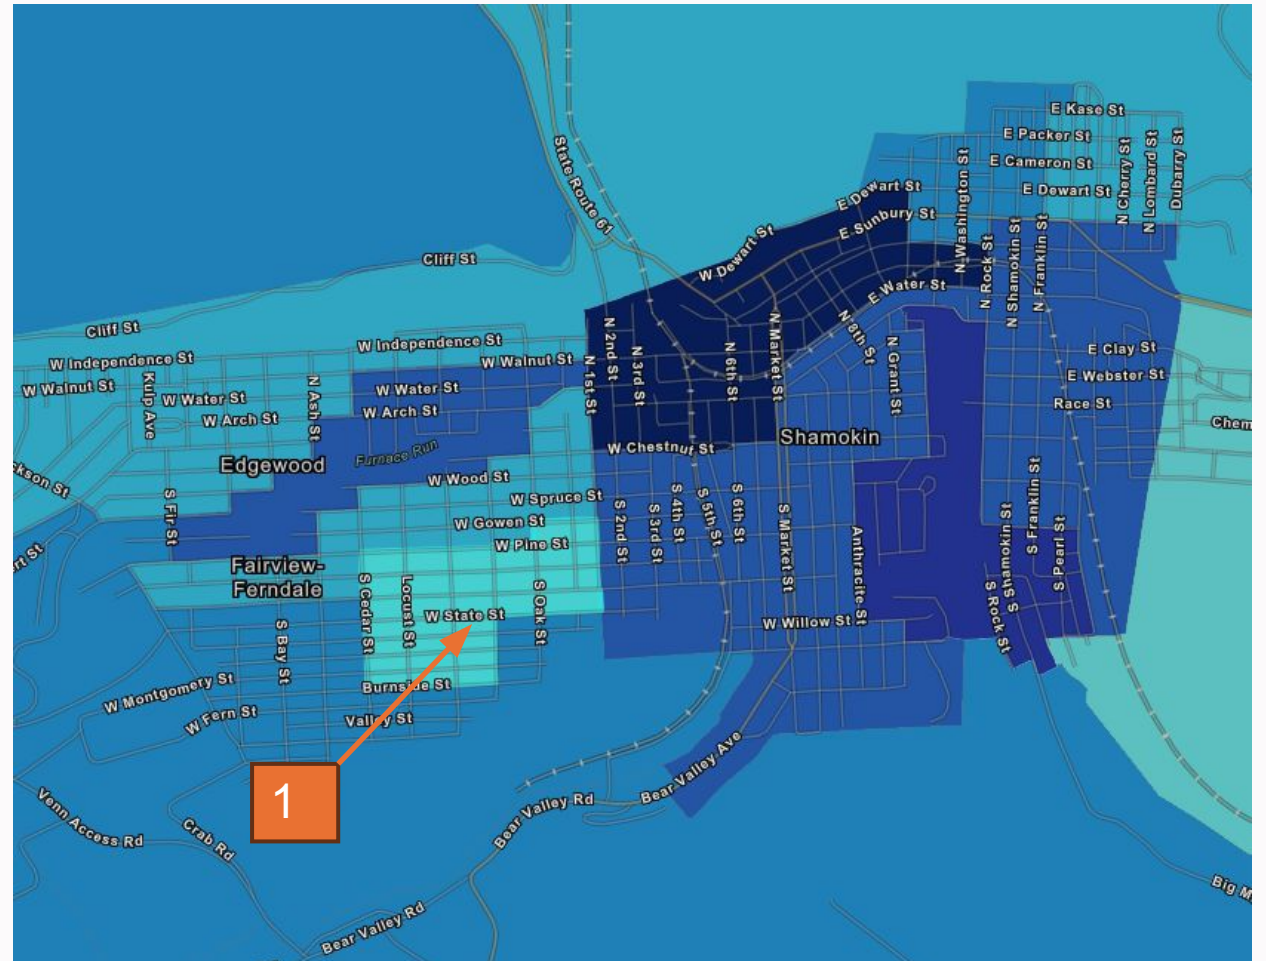 E Kase St
E Packer St
E Cameron St
E Dewart St
N Cherry St
N Lombard St
Dubarry St
State Route 61
E Dewart St
E Sunbury St
N Washington St
W Dewart St
N Rock St
N Shamokin St
N Franklin St
Cliff St
Cliff St
E Water St
W Independence St
W Independence St
W Walnut St
W Walnut St
Kulp Ave
W Water St
W Arch St
N Ash St
W Water St
W Arch St
N 1st St
N 2nd St
N 3rd St
N 6th St
N Market St
N 8th St
N Grant St
E Clay St
E Webster St
Race St
Chem
Shamokin
W Chestnut St
Edgewood
Furnace Run
ckson St
W Wood St
W Spruce St
W Gowen St
W Pine St
S Fir St
S 2nd St
S 3rd St
S 4th St
S 5th St
S 6th St
S Market St
Anthracite St
S Shamokin St
S Franklin St
S Pearl St
S Rock St
rt St
Fairview-
Ferndale
S Cedar St
Locust St
W State St
S Oak St
W Willow St
S Bay St
W Montgomery St
Burnside St
W Fern St
Valley St
1
Bear Valley Ave
Bear Valley Rd
Venn Access Rd
Crab Rd
Bear Valley Rd
Big M